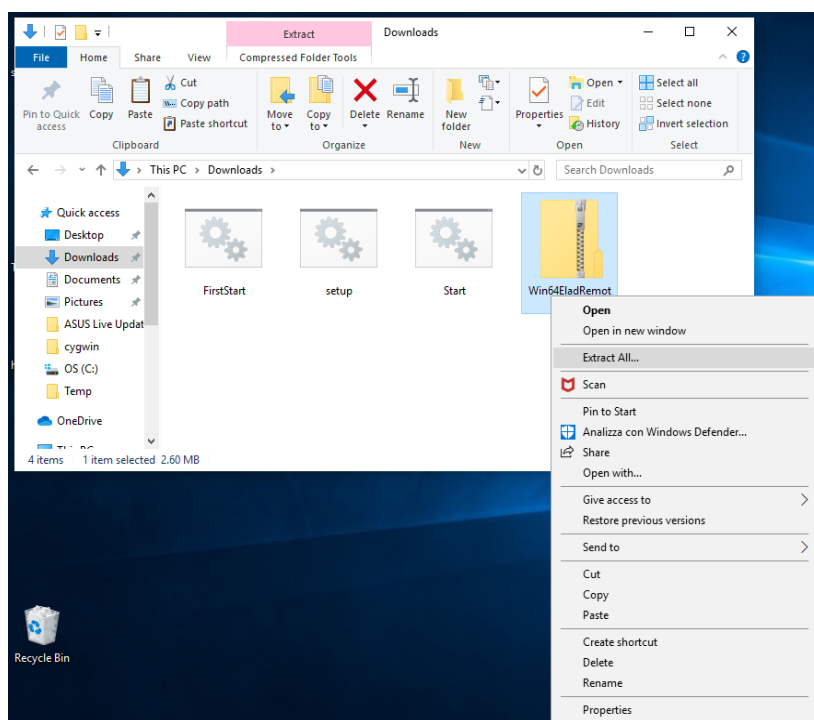 Extract
Downloads
File
Home
Share
View
Compressed Folder Tools
Pin to Quick access
Copy
Paste
Cut
Copy path
Paste shortcut
Move to
Copy to
Delete
Rename
New folder
Properties
Open
Edit
History
Select all
Select none
Invert selection
Clipboard
Organize
New
Open
Select
This PC > Downloads >
Search Downloads
Quick access
Desktop
Downloads
Documents
Pictures
ASUS Live Updat
cygwin
OS (C:)
Temp
OneDrive
FirstStart
setup
Start
Win64EladRemot
4 items
1 item selected 2.60 MB
Open
Open in new window
Extract All...
Scan
Pin to Start
Analizza con Windows Defender...
Share
Open with...
Give access to
Restore previous versions
Send to
Cut
Copy
Paste
Create shortcut
Delete
Rename
Properties
Recycle Bin